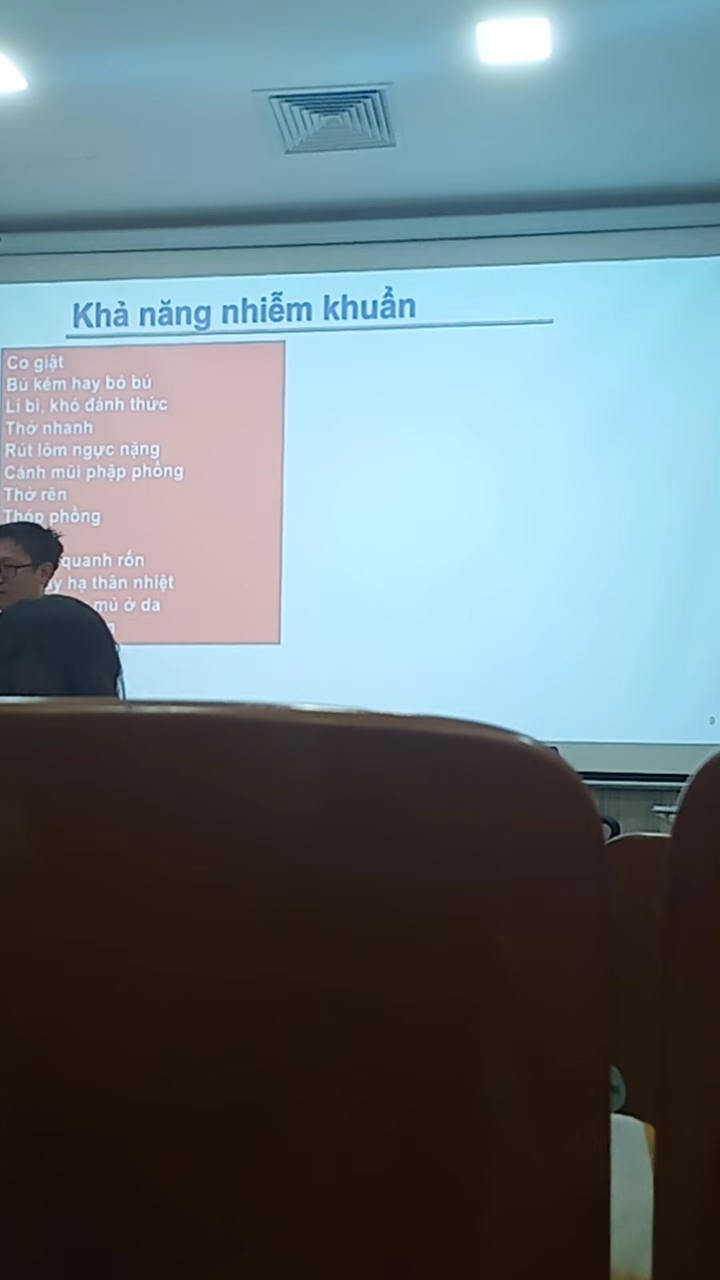 Khả năng nhiễm khuẩn
Co giật
Bú kém hay bỏ bú
Li bì, khó đánh thức
Thở nhanh
Rút lõm ngực nặng
Cánh mũi phập phồng
Thở rên
Thóp phồng
quanh rốn
hạ thân nhiệt
mủ ở da
9